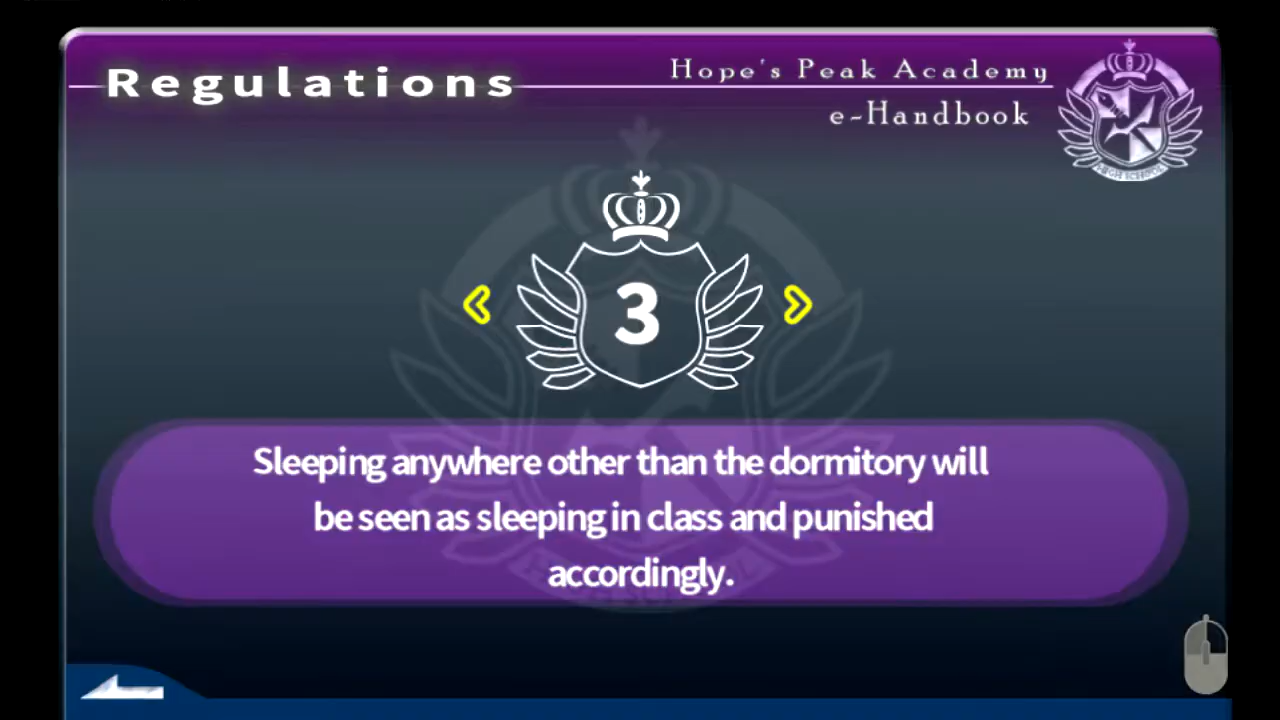 Regulations
Hope's Peak Academy
e-Handbook
3
Sleeping anywhere other than the dormitory will
be seen as sleeping in class and punished
accordingly.